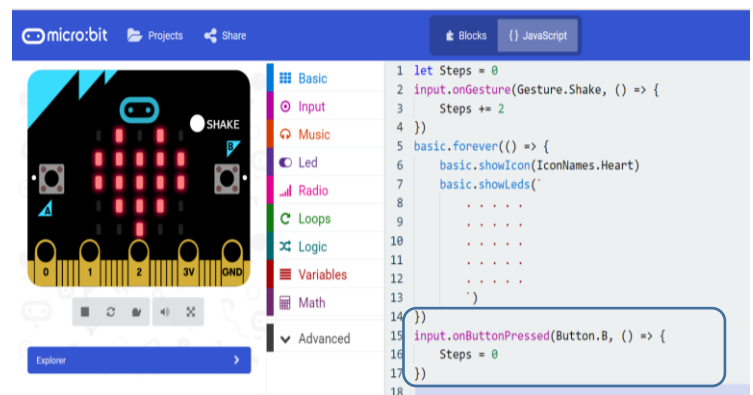 micro:bit Projects Share Blocks {} JavaScript
SHAKE
B
A
0 1 2 3V GND
Explorer
Basic
Input
Music
Led
Radio
Loops
Logic
Variables
Math
Advanced
1 let Steps = 0
2 input.onGesture(Gesture.Shake, () => {
3 Steps += 2
4 })
5 basic.forever(() => {
6 basic.showIcon(IconNames.Heart)
7 basic.showLeds(`
8 . . . . .
9 . . . . .
10 . . . . .
11 . . . . .
12 . . . . .
13 `)
14 })
15 input.onButtonPressed(Button.B, () => {
16 Steps = 0
17 })
18